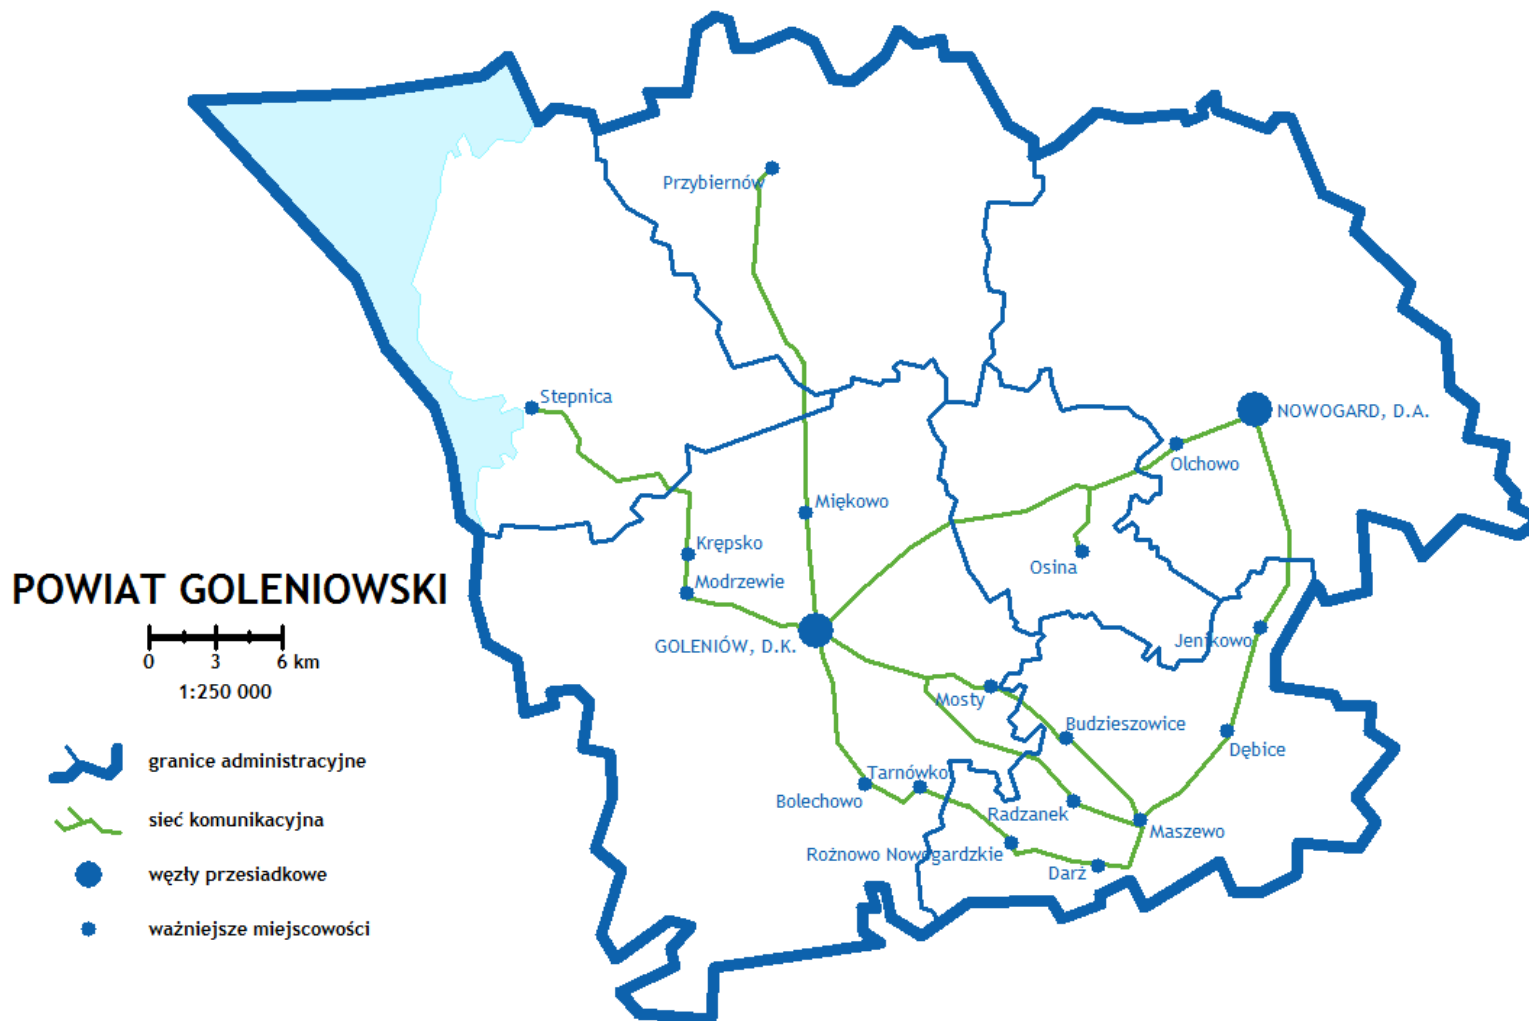 Przybiernów
Stepnica
NOWOGARD, D.A.
Olchowo
Miękowo
Krępsko
Osina
Modrzewie
POWIAT GOLENIOWSKI
GOLENIÓW, D.K.
Jenikowo
0 3 6 km
1:250 000
Mosty
Budzieszowice
Dębice
granice administracyjne
Tarnówko
Bolechowo
Radzanek
sieć komunikacyjna
Maszewo
Rożnowo Nowogardzkie
Darż
węzły przesiadkowe
ważniejsze miejscowości